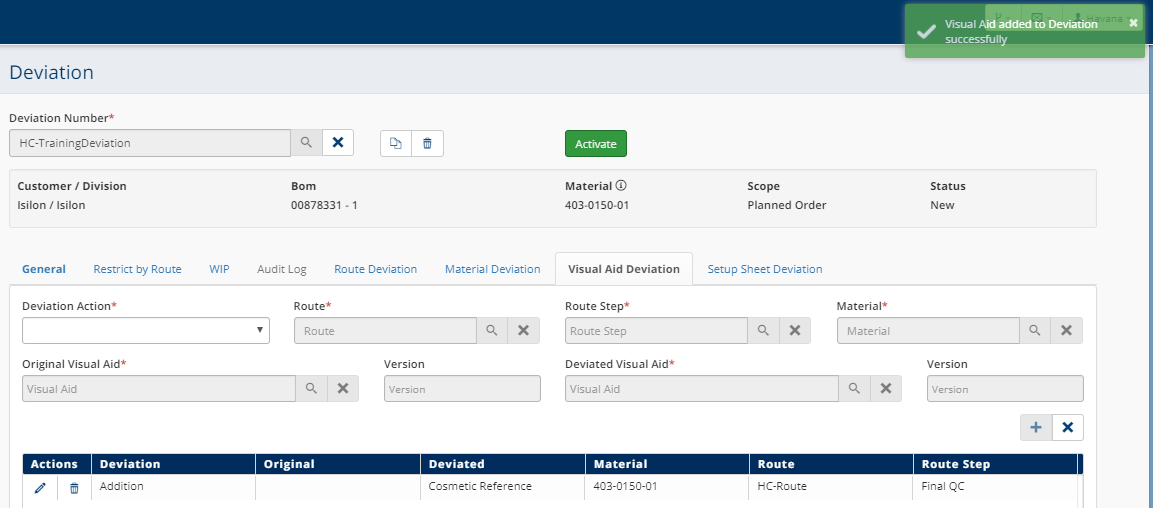 Visual Aid added to Deviation
successfully
Havana
Deviation
Deviation Number*
HC-TrainingDeviation
Activate
Customer / Division Bom Material Scope Status
Isilon / Isilon 00878331 - 1 403-0150-01 Planned Order New
General Restrict by Route WIP Audit Log Route Deviation Material Deviation Visual Aid Deviation Setup Sheet Deviation
Deviation Action* Route* Route Step* Material*
Route Route Step Material
Original Visual Aid* Version Deviated Visual Aid* Version
Visual Aid Version Visual Aid Version
Actions Deviation Original Deviated Material Route Route Step
Addition Cosmetic Reference 403-0150-01 HC-Route Final QC